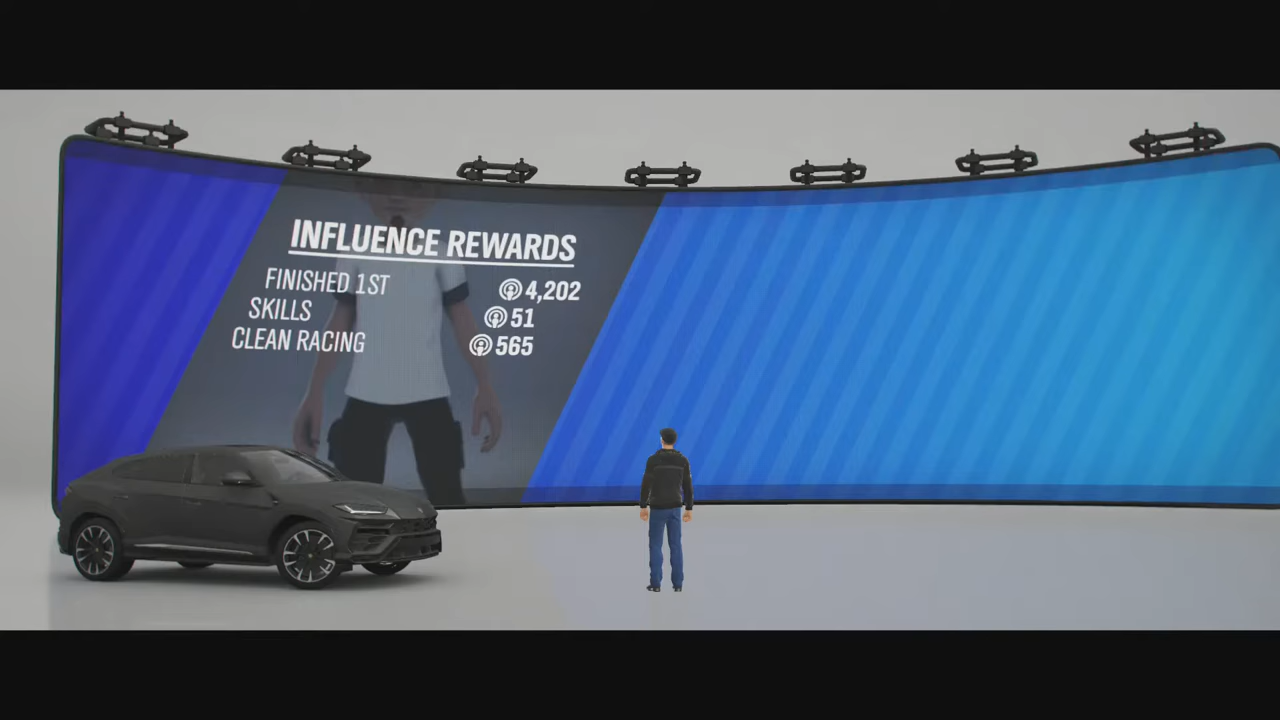 INFLUENCE REWARDS
FINISHED 1ST 4,202
SKILLS 51
CLEAN RACING 565